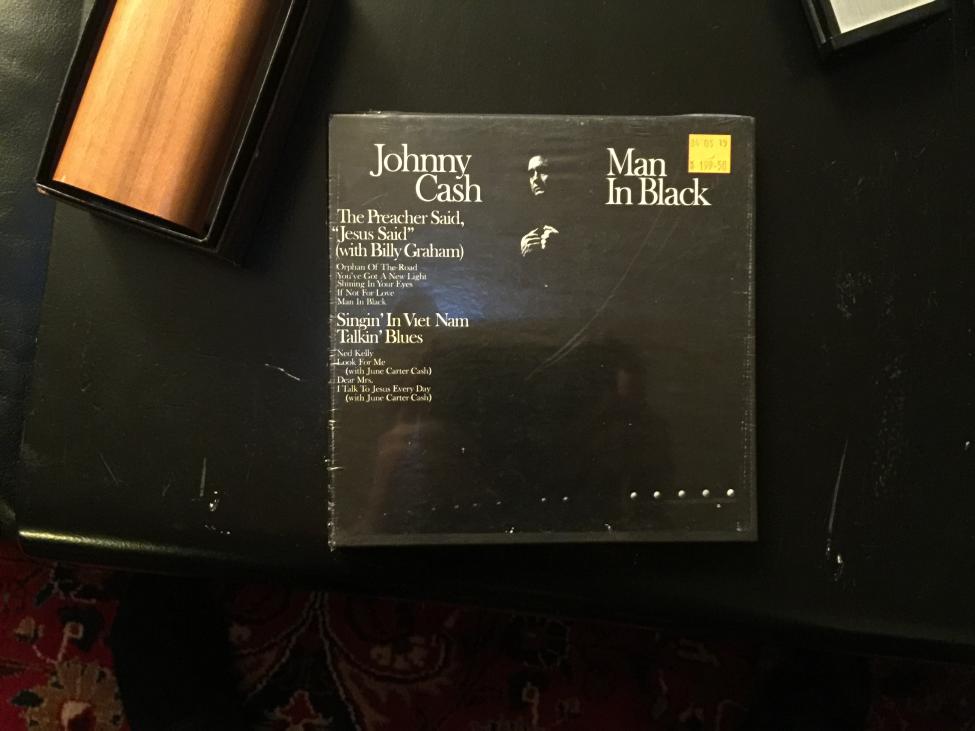 Johnny
Cash
Man
In Black
The Preacher Said,
"Jesus Said"
(with Billy Graham)
Orphan Of The Road
You've Got A New Light
Shining In Your Eyes
If Not For Love
Man In Black
Singin' In Viet Nam
Talkin' Blues
Ned Kelly
Look For Me
(with June Carter Cash)
Dear Mrs.
I Talk To Jesus Every Day
(with June Carter Cash)